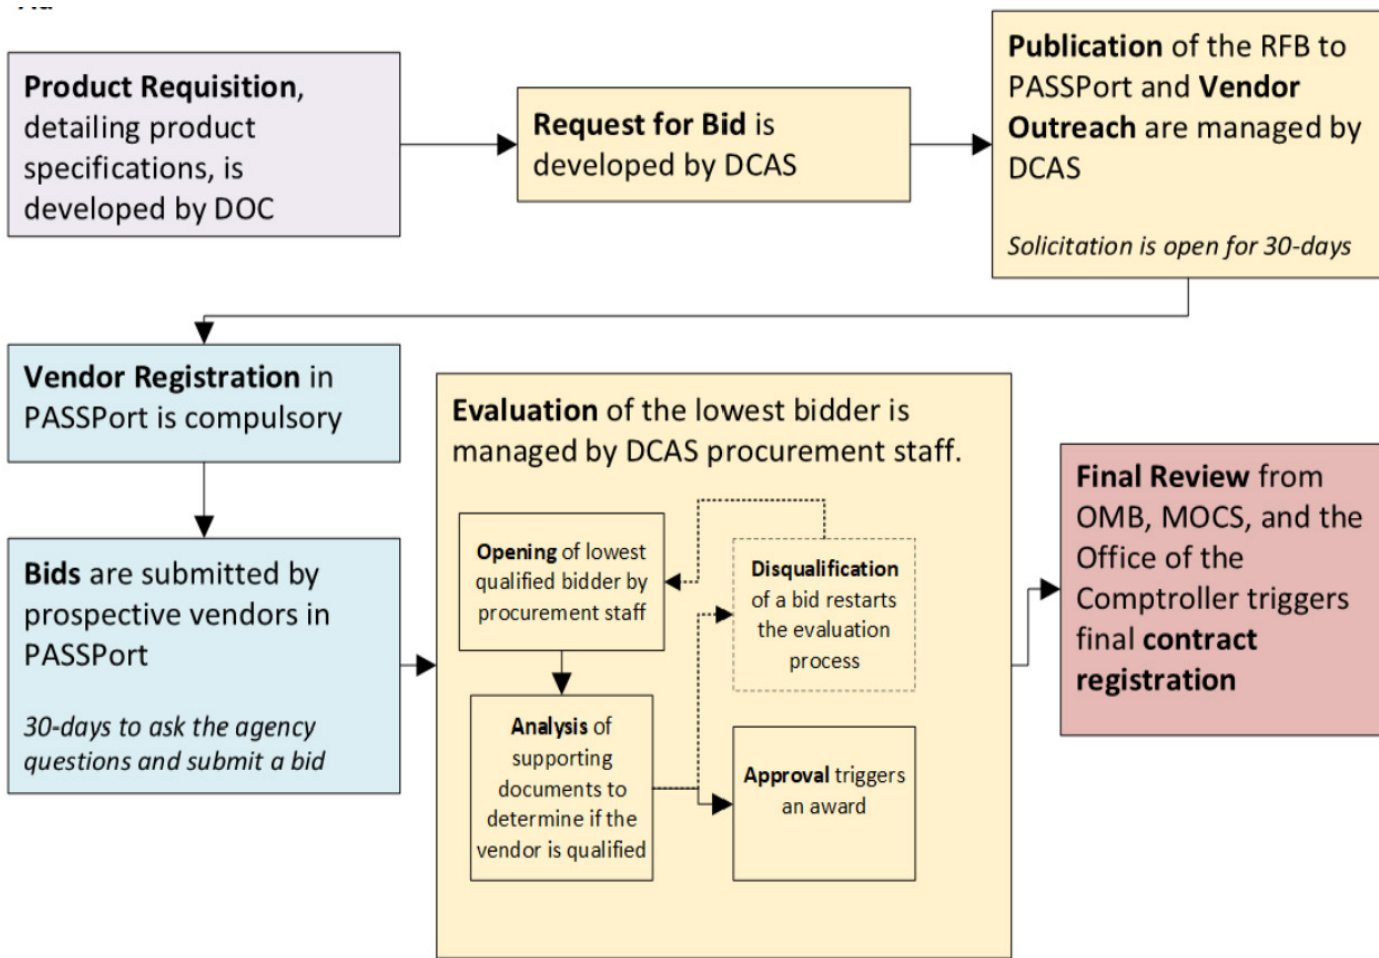 Product Requisition,
detailing product
specifications, is
developed by DOC
Request for Bid is
developed by DCAS
Publication of the RFB to
PASSPort and Vendor
Outreach are managed by
DCAS
Solicitation is open for 30-days
Vendor Registration in
PASSPort is compulsory
Bids are submitted by
prospective vendors in
PASSPort
30-days to ask the agency
questions and submit a bid
Evaluation of the lowest bidder is
managed by DCAS procurement staff.
Opening of lowest
qualified bidder by
procurement staff
Analysis of
supporting
documents to
determine if the
vendor is qualified
Disqualification
of a bid restarts
the evaluation
process
Approval triggers
an award
Final Review from
OMB, MOCS, and the
Office of the
Comptroller triggers
final contract
registration